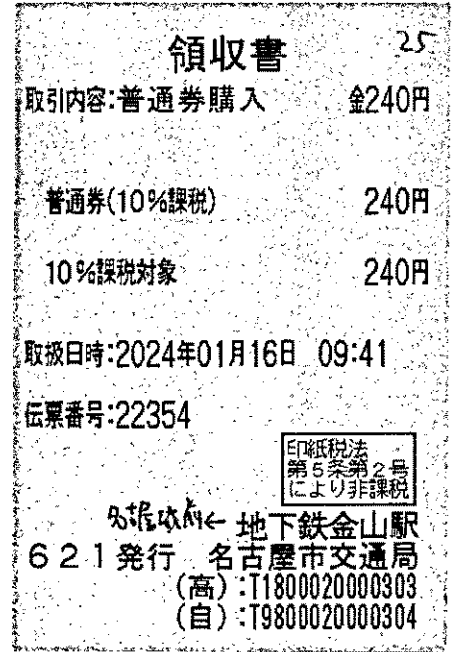 25
領収書
取引内容:普通券購入 金240円
普通券(10%課税) 240円
10%課税対象 240円
取扱日時:2024年01月16日 09:41
伝票番号:22354
印紙税法
第5条第2号
により非課税
名古屋城前← 地下鉄金山駅
621発行 名古屋市交通局
(高):T1800020000303
(自):T9800020000304